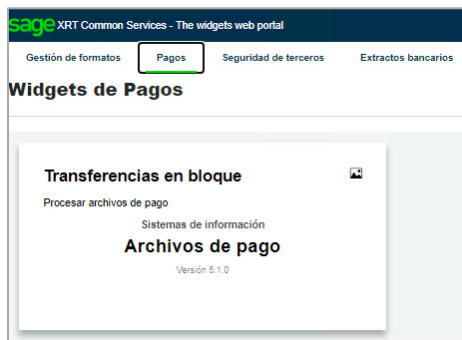 sage XRT Common Services - The widgets web portal
Gestión de formatos Pagos Seguridad de terceros Extractos bancarios
Widgets de Pagos
Transferencias en bloque
Procesar archivos de pago
Sistemas de información
Archivos de pago
Versión 5.1.0